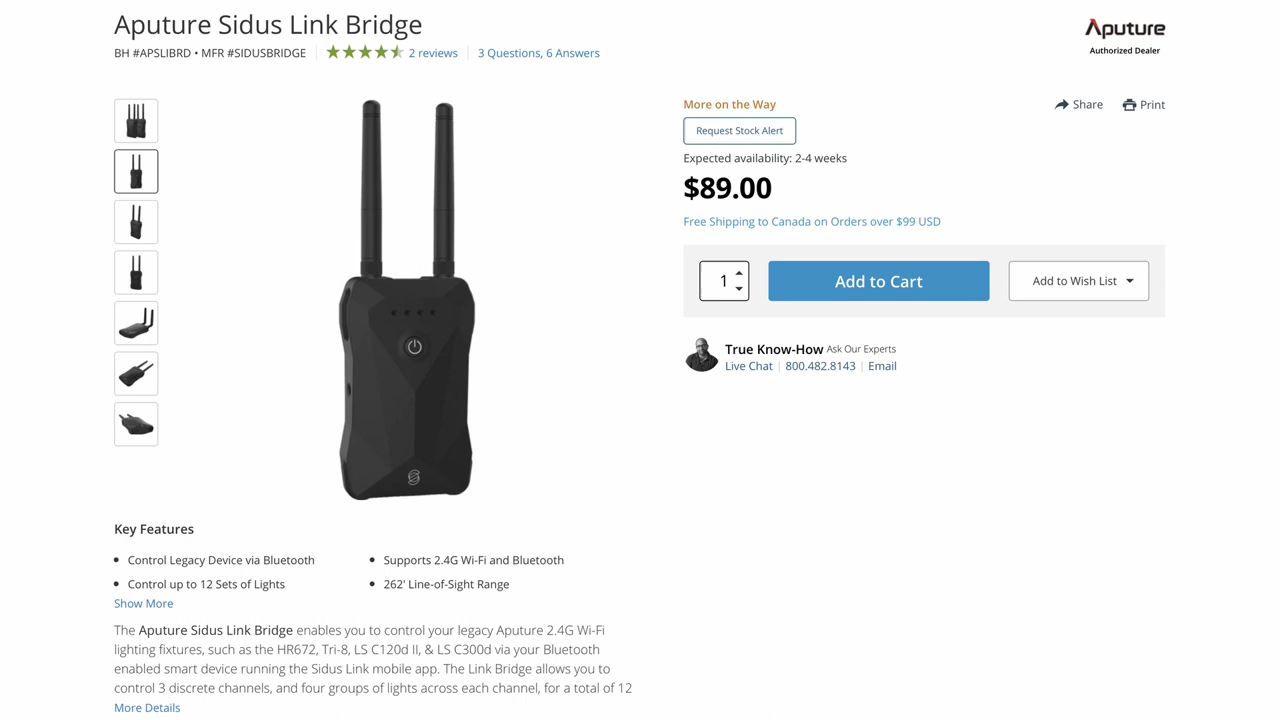 Aputure Sidus Link Bridge
BH #APSLIBRD • MFR #SIDUSBRIDGE
2 reviews
3 Questions, 6 Answers
Aputure
Authorized Dealer
More on the Way
Share
Print
Request Stock Alert
Expected availability: 2-4 weeks
$89.00
Free Shipping to Canada on Orders over $99 USD
1
Add to Cart
Add to Wish List
True Know-How Ask Our Experts
Live Chat | 800.482.8143 | Email
Key Features
• Control Legacy Device via Bluetooth
• Supports 2.4G Wi-Fi and Bluetooth
• Control up to 12 Sets of Lights
• 262' Line-of-Sight Range
Show More
The Aputure Sidus Link Bridge enables you to control your legacy Aputure 2.4G Wi-Fi
lighting fixtures, such as the HR672, Tri-8, LS C120d II, & LS C300d via your Bluetooth
enabled smart device running the Sidus Link mobile app. The Link Bridge allows you to
control 3 discrete channels, and four groups of lights across each channel, for a total of 12
More Details